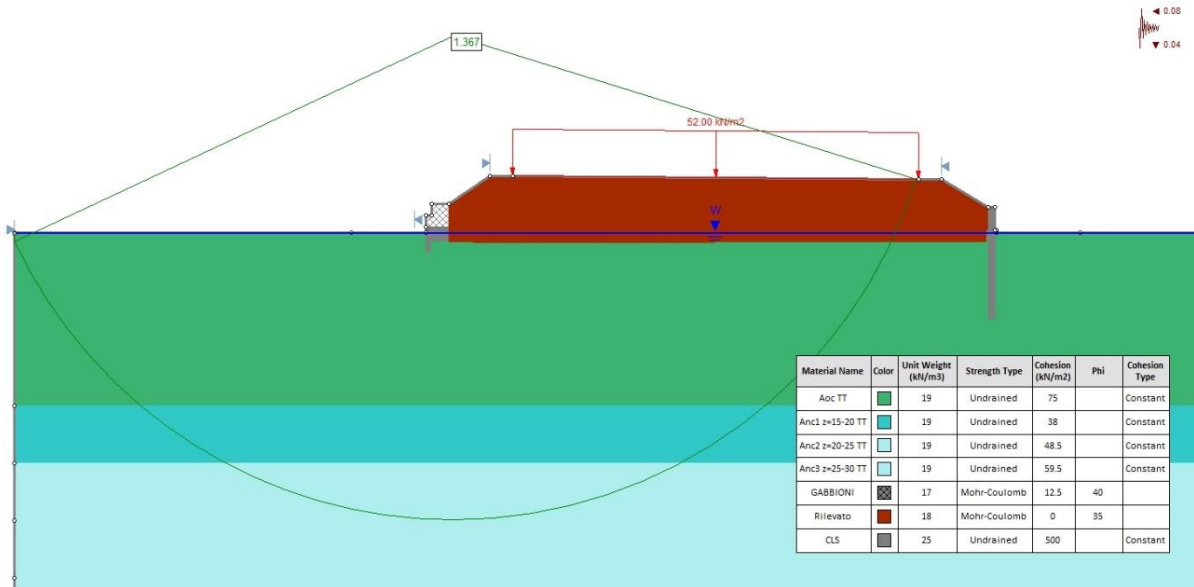 ◄ 0.08
▼ 0.04
1.367
52.00 kN/m2
W
Material Name Color Unit Weight (kN/m3) Strength Type Cohesion (kN/m2) Phi Cohesion Type
Aoc TT 19 Undrained 75 Constant
Anc1 z=15-20 TT 19 Undrained 38 Constant
Anc2 z=20-25 TT 19 Undrained 48.5 Constant
Anc3 z=25-30 TT 19 Undrained 59.5 Constant
GABBIONI 17 Mohr-Coulomb 12.5 40
Rilevato 18 Mohr-Coulomb 0 35
CLS 25 Undrained 500 Constant